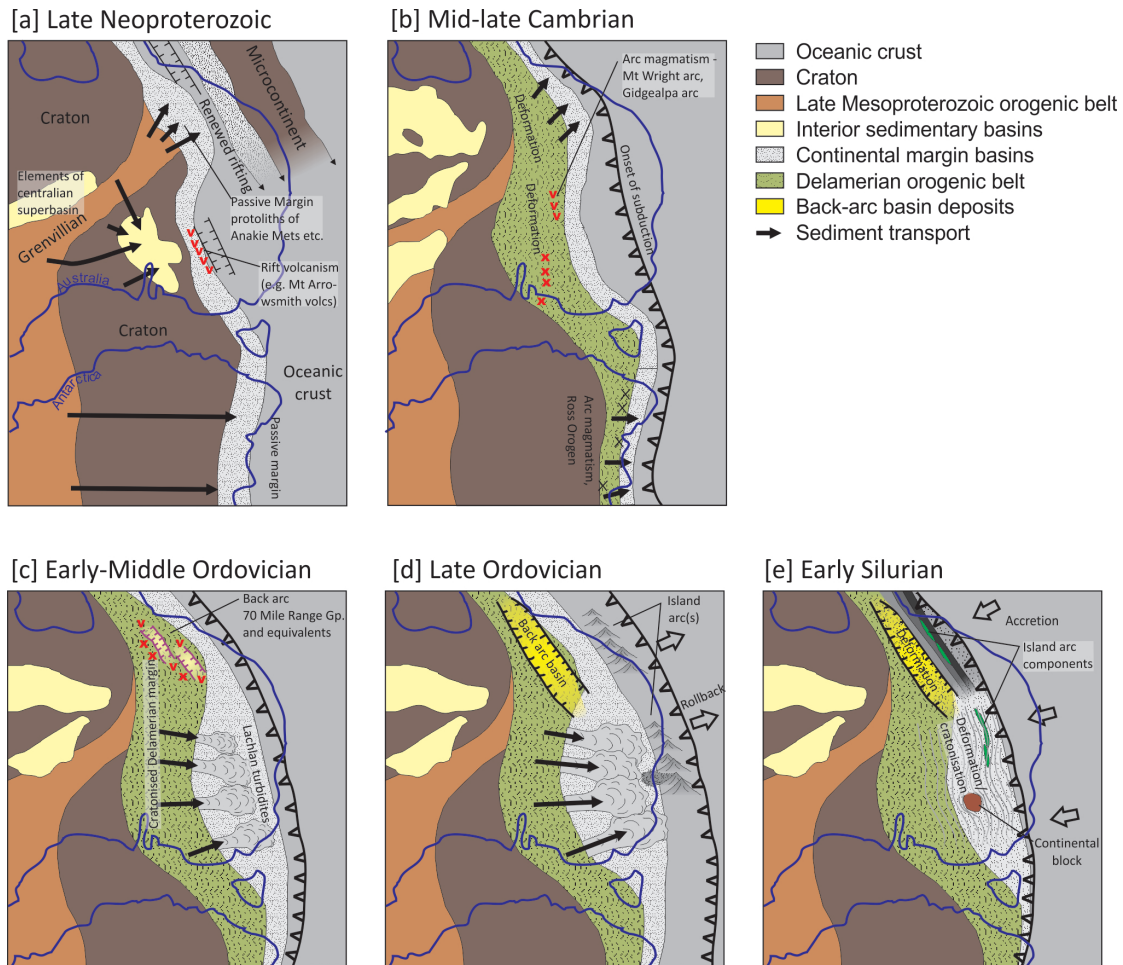 [a] Late Neoproterozoic
Craton
Microcontinent
Renewed rifting
Elements of
centralian
superbasin
Grenvillian
Passive Margin
protoliths of
Anakie Mets etc.
Rift volcanism
(e.g. Mt Arro-
wsmith volcs)
Australia
Craton
Oceanic
crust
Antarctica
Passive margin
[b] Mid-late Cambrian
Arc magmatism -
Mt Wright arc,
Gidgealpa arc
Deformation
Deformation
Onset of subduction
Arc magmatism,
Ross Orogen
Oceanic crust
Craton
Late Mesoproterozoic orogenic belt
Interior sedimentary basins
Continental margin basins
Delamerian orogenic belt
Back-arc basin deposits
Sediment transport
[c] Early-Middle Ordovician
Back arc
70 Mile Range Gp.
and equivalents
Cratonised Delamerian margin
Lachlan turbidites
[d] Late Ordovician
Island
arc(s)
Back arc basin
Rollback
[e] Early Silurian
Accretion
Island arc
components
Deformation
Deformation/
cratonisation
Continental
block